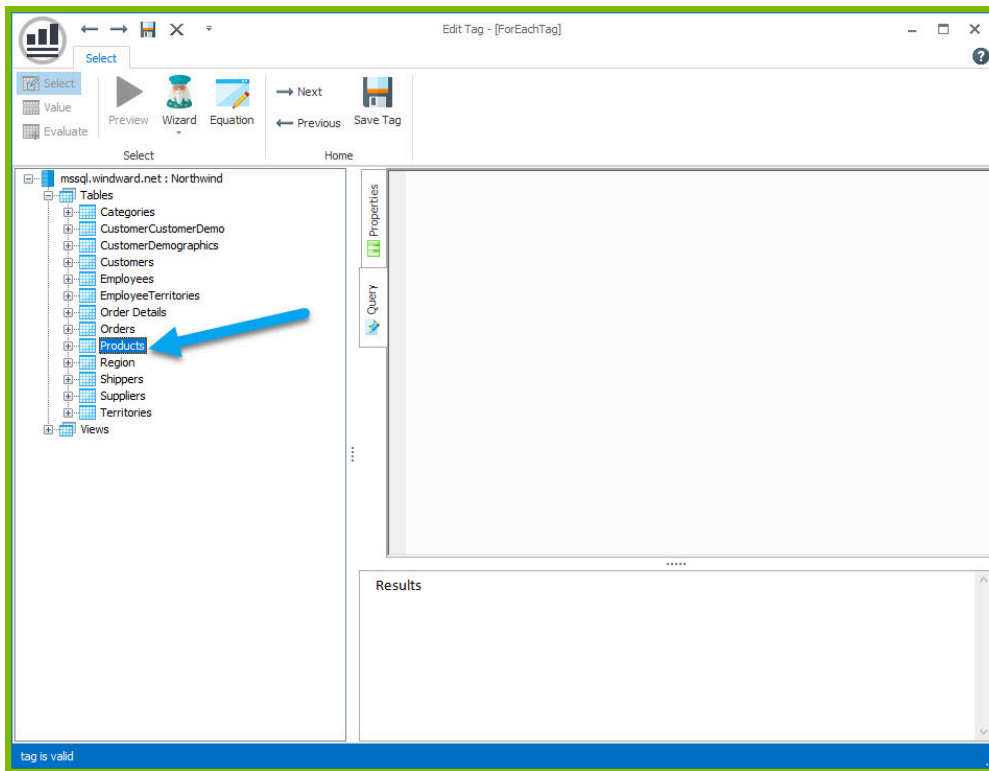 Edit Tag - [ForEachTag]
Select
Select
Value
Evaluate
Preview
Wizard
Equation
Next
Previous
Save Tag
Select
Home
mssql.windward.net : Northwind
Tables
Categories
CustomerCustomerDemo
CustomerDemographics
Customers
Employees
EmployeeTerritories
Order Details
Orders
Products
Region
Shippers
Suppliers
Territories
Views
Properties
Query
Results
tag is valid